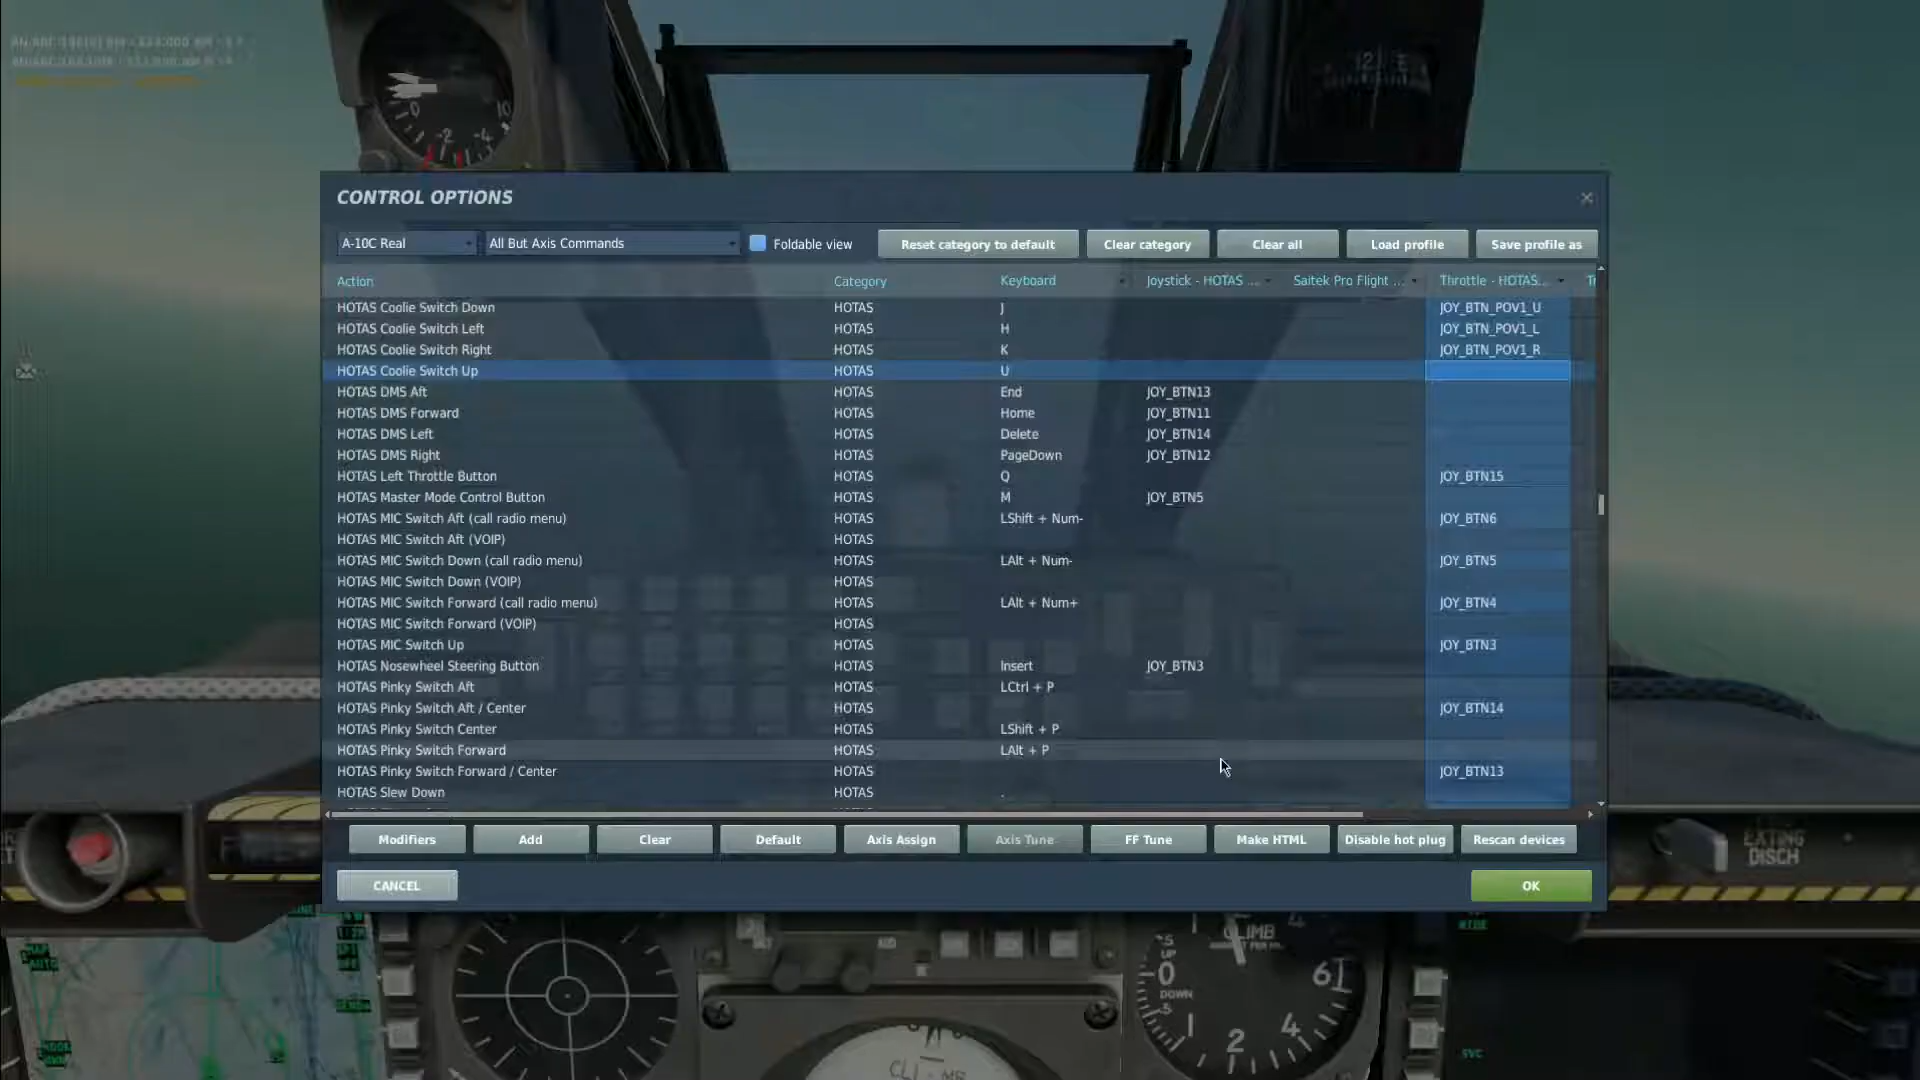 CONTROL OPTIONS
A-10C Real All But Axis Commands Foldable view Reset category to default Clear category Clear all Load profile Save profile as
Action Category Keyboard Joystick - HOTAS ... Saitek Pro Flight ... Throttle - HOTAS...
HOTAS Coolie Switch Down HOTAS J JOY_BTN_POV1_U
HOTAS Coolie Switch Left HOTAS H JOY_BTN_POV1_L
HOTAS Coolie Switch Right HOTAS K JOY_BTN_POV1_R
HOTAS Coolie Switch Up HOTAS U
HOTAS DMS Aft HOTAS End JOY_BTN13
HOTAS DMS Forward HOTAS Home JOY_BTN11
HOTAS DMS Left HOTAS Delete JOY_BTN14
HOTAS DMS Right HOTAS PageDown JOY_BTN12
HOTAS Left Throttle Button HOTAS Q JOY_BTN15
HOTAS Master Mode Control Button HOTAS M JOY_BTN5
HOTAS MIC Switch Aft (call radio menu) HOTAS LShift + Num- JOY_BTN6
HOTAS MIC Switch Aft (VOIP) HOTAS
HOTAS MIC Switch Down (call radio menu) HOTAS LAlt + Num- JOY_BTN5
HOTAS MIC Switch Down (VOIP) HOTAS
HOTAS MIC Switch Forward (call radio menu) HOTAS LAlt + Num+ JOY_BTN4
HOTAS MIC Switch Forward (VOIP) HOTAS
HOTAS MIC Switch Up HOTAS JOY_BTN3
HOTAS Nosewheel Steering Button HOTAS Insert JOY_BTN3
HOTAS Pinky Switch Aft HOTAS LCtrl + P
HOTAS Pinky Switch Aft / Center HOTAS JOY_BTN14
HOTAS Pinky Switch Center HOTAS LShift + P
HOTAS Pinky Switch Forward HOTAS LAlt + P
HOTAS Pinky Switch Forward / Center HOTAS JOY_BTN13
HOTAS Slew Down HOTAS .
Modifiers Add Clear Default Axis Assign Axis Tune FF Tune Make HTML Disable hot plug Rescan devices
CANCEL OK
EXTING
DISCH
CLIMB
UP
0 6
DOWN
1 2 4
SVC